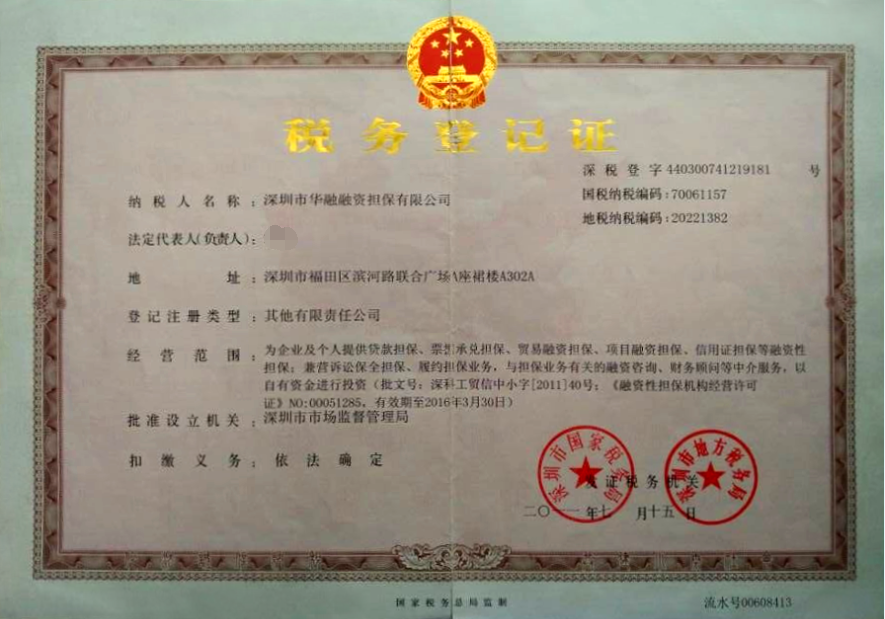 税务登记证
深税登字440300741219181 号
国税纳税编码:70061157
地税纳税编码:20221382
纳税人名称:深圳市华融融资担保有限公司
法定代表人(负责人):
地址:深圳市福田区滨河路联合广场A座裙楼A302A
登记注册类型:其他有限责任公司
经营范围:为企业及个人提供贷款担保、票据承兑担保、贸易融资担保、项目融资担保、信用证担保等融资性
担保;兼营诉讼保全担保、履约担保业务,与担保业务有关的融资咨询、财务顾问等中介服务,以
自有资金进行投资(批文号:深科工贸信中小字[2011]40号;《融资性担保机构经营许可
证》NO:00051285,有效期至2016年3月30日)
批准设立机关:深圳市市场监督管理局
扣缴义务:依法确定
深圳市国家税务局
深圳市地方税务局
发证税务机关
二〇一一年七月十五日
国家税务总局监制
流水号00608413